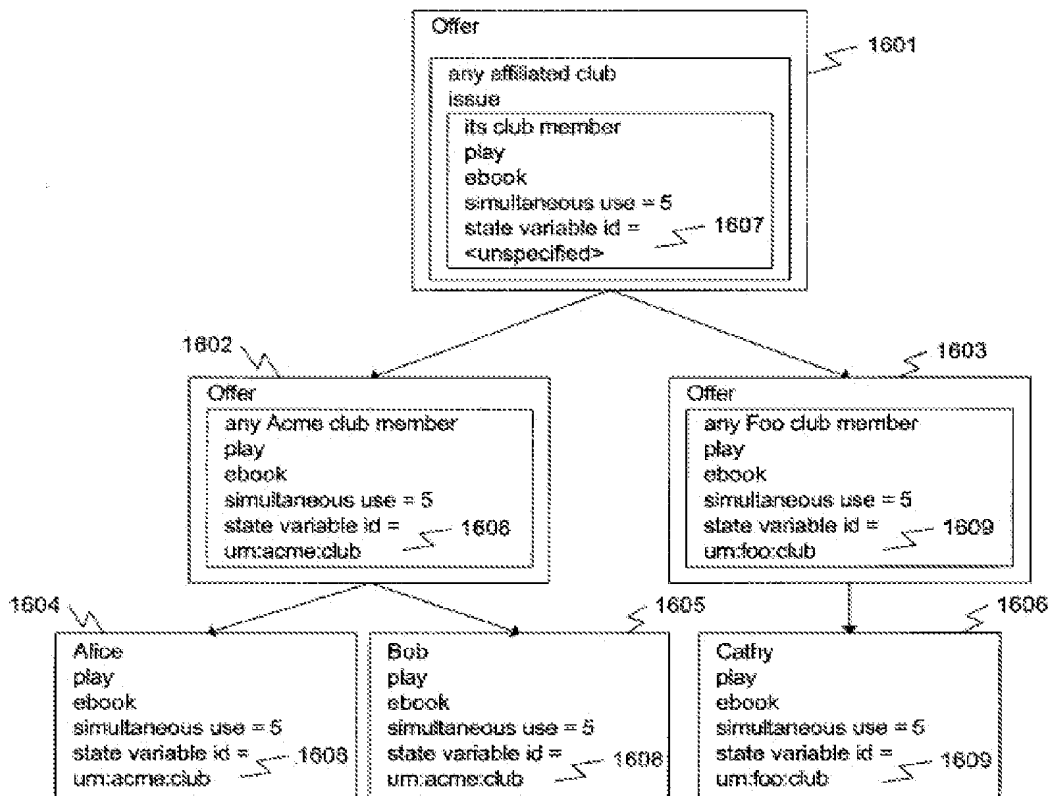 Offer
1601
any affiliated club
issue
its club member
play
ebook
simultaneous use = 5
state variable id =
1607
<unspecified>
1602
1603
Offer
any Acme club member
play
ebook
simultaneous use = 5
state variable id =
1608
urn:acme:club
Offer
any Foo club member
play
ebook
simultaneous use = 5
state variable id =
1609
urn:foo:club
1604
1605
1606
Alice
play
ebook
simultaneous use = 5
state variable id =
1608
urn:acme:club
Bob
play
ebook
simultaneous use = 5
state variable id =
1608
urn:acme:club
Cathy
play
ebook
simultaneous use = 5
state variable id =
1609
urn:foo:club